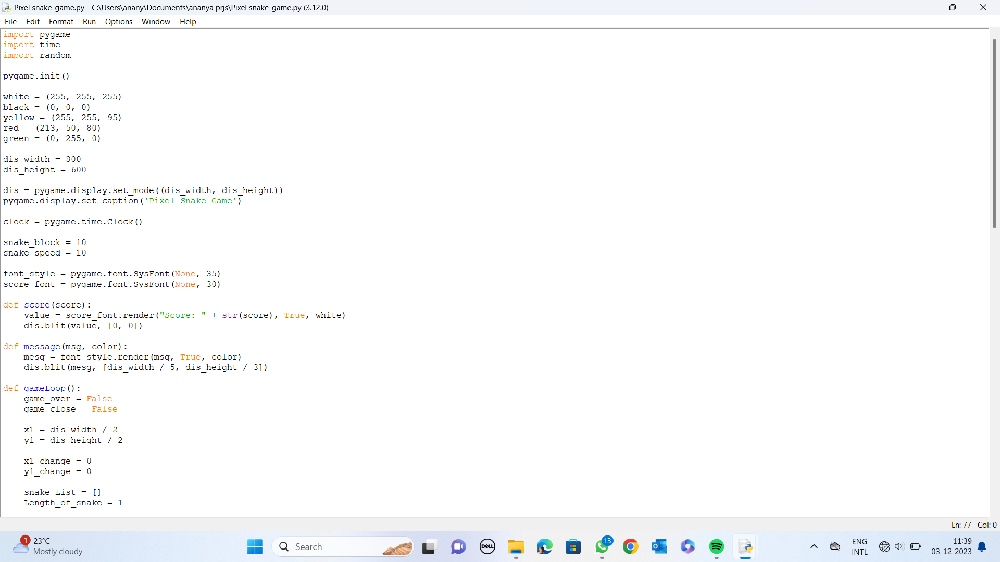 Pixel snake_game.py - C:\Users\anany\Documents\ananya prjs\Pixel snake_game.py (3.12.0)
File Edit Format Run Options Window Help
import pygame
import time
import random
pygame.init()
white = (255, 255, 255)
black = (0, 0, 0)
yellow = (255, 255, 95)
red = (213, 50, 80)
green = (0, 255, 0)
dis_width = 800
dis_height = 600
dis = pygame.display.set_mode((dis_width, dis_height))
pygame.display.set_caption('Pixel Snake_Game')
clock = pygame.time.Clock()
snake_block = 10
snake_speed = 10
font_style = pygame.font.SysFont(None, 35)
score_font = pygame.font.SysFont(None, 30)
def score(score):
    value = score_font.render("Score: " + str(score), True, white)
    dis.blit(value, [0, 0])
def message(msg, color):
    mesg = font_style.render(msg, True, color)
    dis.blit(mesg, [dis_width / 5, dis_height / 3])
def gameLoop():
    game_over = False
    game_close = False
    x1 = dis_width / 2
    y1 = dis_height / 2
    x1_change = 0
    y1_change = 0
    snake_List = []
    Length_of_snake = 1
Ln: 77 Col: 0
1
23°C
Mostly cloudy
Search
DELL
13
ENG
INTL
11:39
03-12-2023